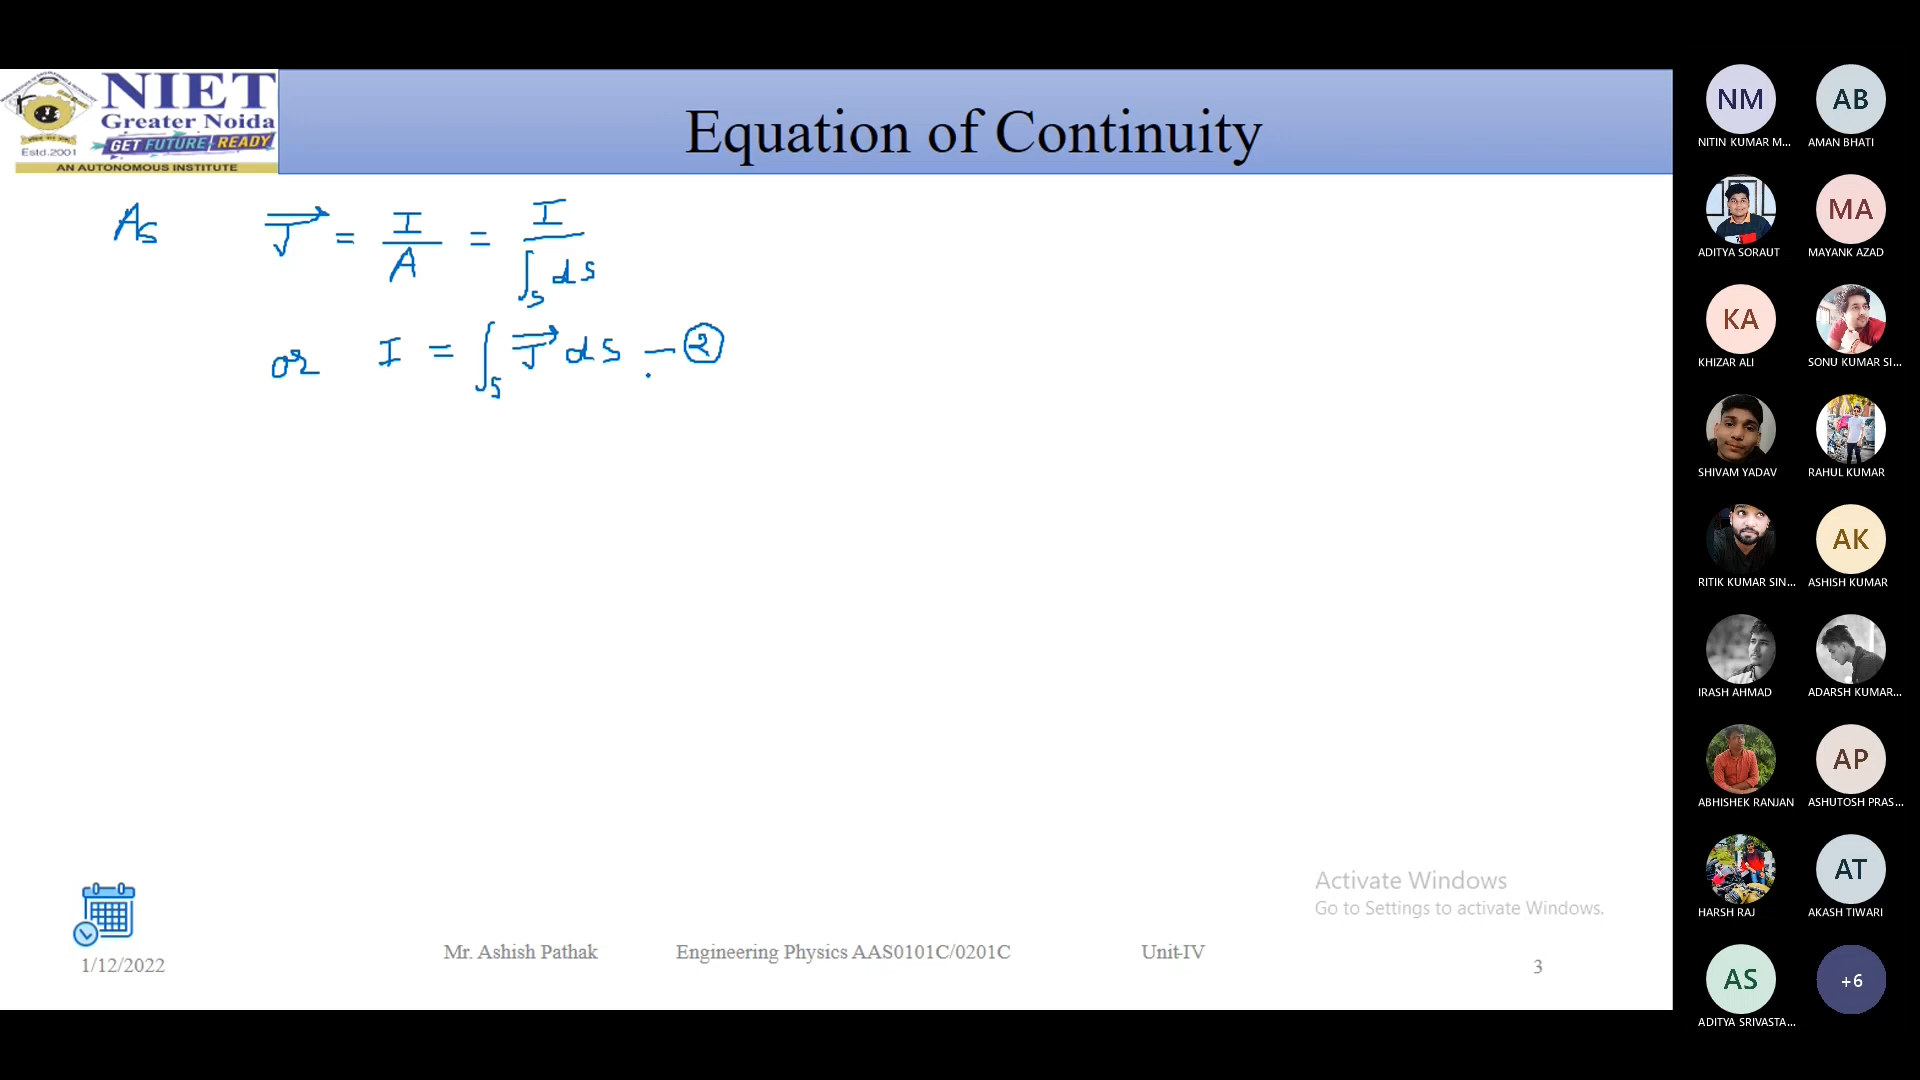 NIET
Greater Noida
GET FUTURE READY
Estd.2001
AN AUTONOMOUS INSTITUTE
Equation of Continuity
As J⃗ = I/A = I/∫_S dS
or I = ∫_S J⃗ dS — ②
Activate Windows
Go to Settings to activate Windows.
1/12/2022
Mr. Ashish Pathak Engineering Physics AAS0101C/0201C Unit-IV
3
NM AB
NITIN KUMAR M... AMAN BHATI
MA
ADITYA SORAUT MAYANK AZAD
KA
KHIZAR ALI SONU KUMAR SI...
SHIVAM YADAV RAHUL KUMAR
AK
RITIK KUMAR SIN... ASHISH KUMAR
IRASH AHMAD ADARSH KUMAR...
AP
ABHISHEK RANJAN ASHUTOSH PRAS...
AT
HARSH RAJ AKASH TIWARI
AS +6
ADITYA SRIVASTA...